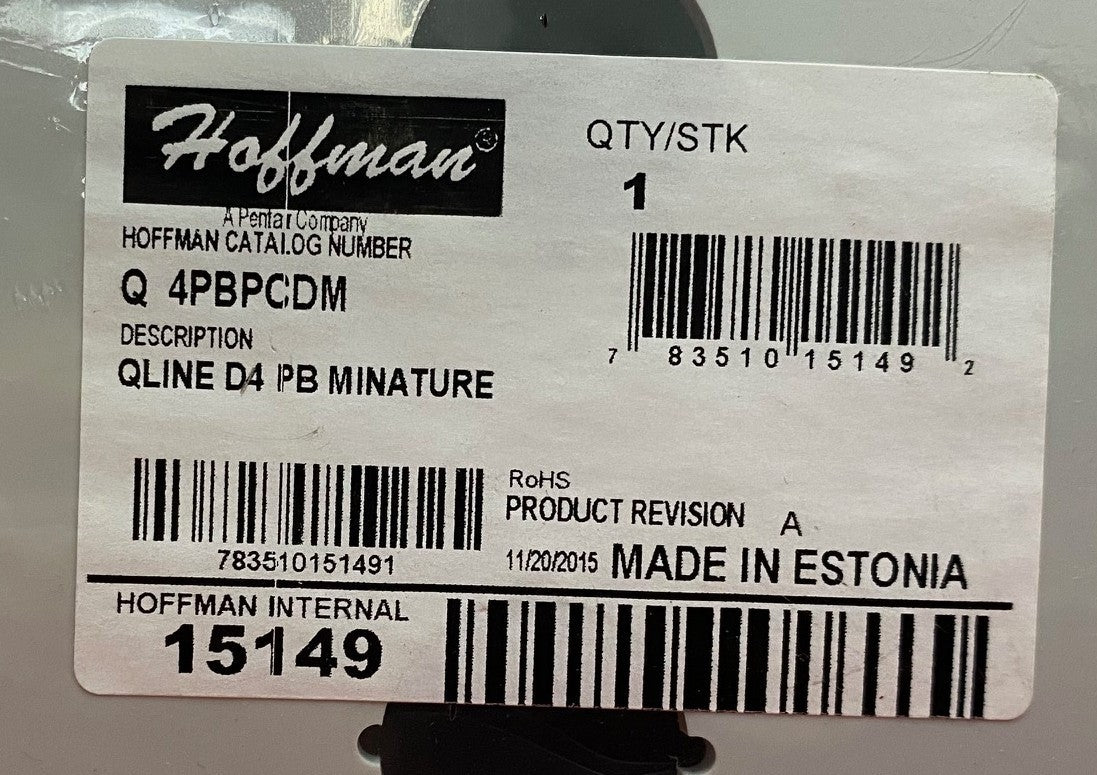 Hoffman®
A Pentair Company
HOFFMAN CATALOG NUMBER
Q 4PBPCDM
DESCRIPTION
QLINE D4 PB MINATURE
QTY/STK
1
7 83510 15149 2
783510151491
RoHS
PRODUCT REVISION A
11/20/2015 MADE IN ESTONIA
HOFFMAN INTERNAL
15149